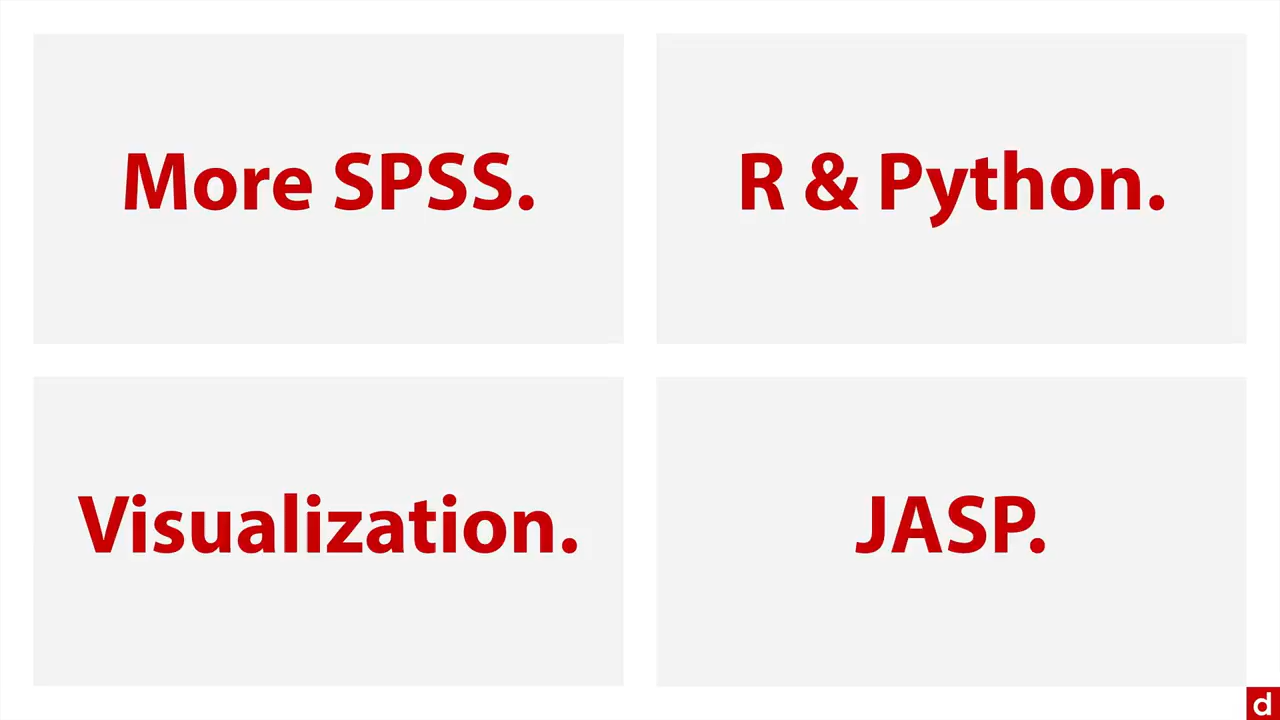 More SPSS.
R & Python.
Visualization.
JASP.
d